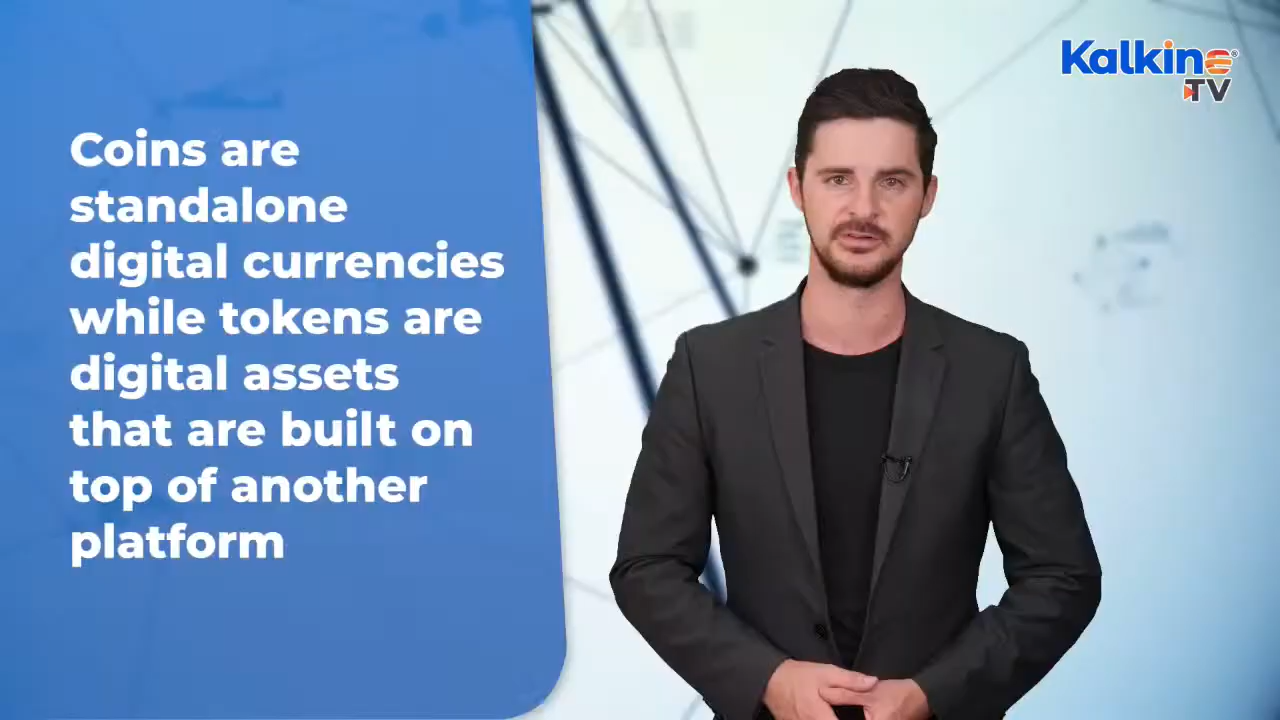 Coins are
standalone
digital currencies
while tokens are
digital assets
that are built on
top of another
platform
Kalkine®
TV